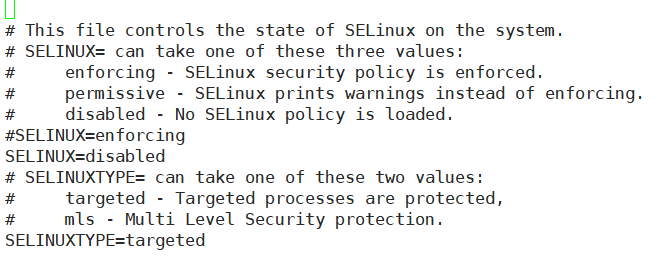 # This file controls the state of SELinux on the system.
# SELINUX= can take one of these three values:
#     enforcing - SELinux security policy is enforced.
#     permissive - SELinux prints warnings instead of enforcing.
#     disabled - No SELinux policy is loaded.
#SELINUX=enforcing
SELINUX=disabled
# SELINUXTYPE= can take one of these two values:
#     targeted - Targeted processes are protected,
#     mls - Multi Level Security protection.
SELINUXTYPE=targeted